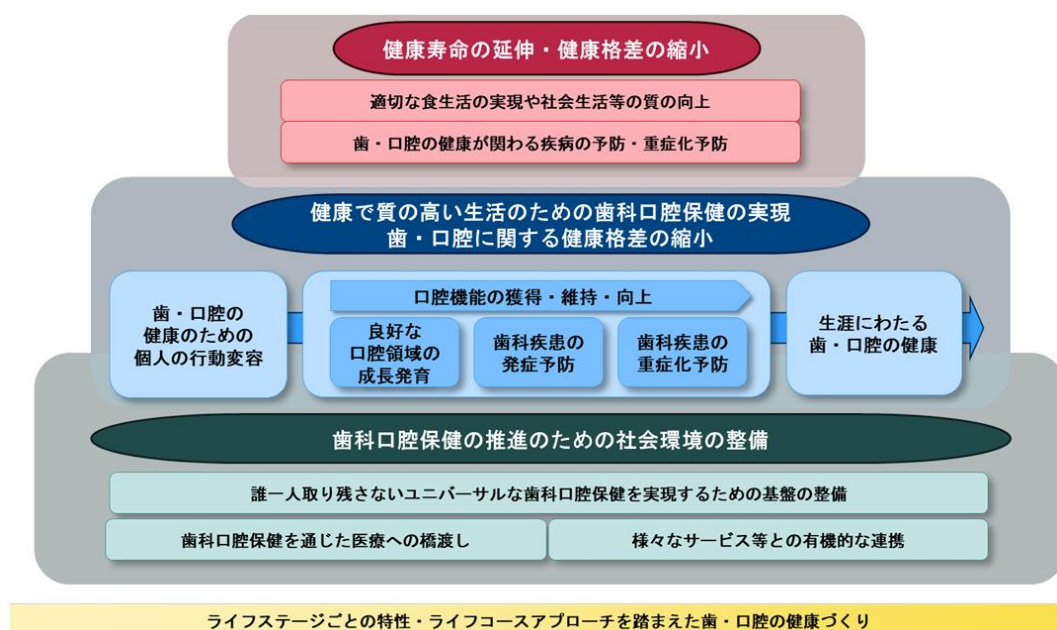 健康寿命の延伸・健康格差の縮小
適切な食生活の実現や社会生活等の質の向上
歯・口腔の健康が関わる疾病の予防・重症化予防
健康で質の高い生活のための歯科口腔保健の実現
歯・口腔に関する健康格差の縮小
歯・口腔の
健康のための
個人の行動変容
口腔機能の獲得・維持・向上
良好な
口腔領域の
成長発育
歯科疾患の
発症予防
歯科疾患の
重症化予防
生涯にわたる
歯・口腔の健康
歯科口腔保健の推進のための社会環境の整備
誰一人取り残さないユニバーサルな歯科口腔保健を実現するための基盤の整備
歯科口腔保健を通じた医療への橋渡し
様々なサービス等との有機的な連携
ライフステージごとの特性・ライフコースアプローチを踏まえた歯・口腔の健康づくり